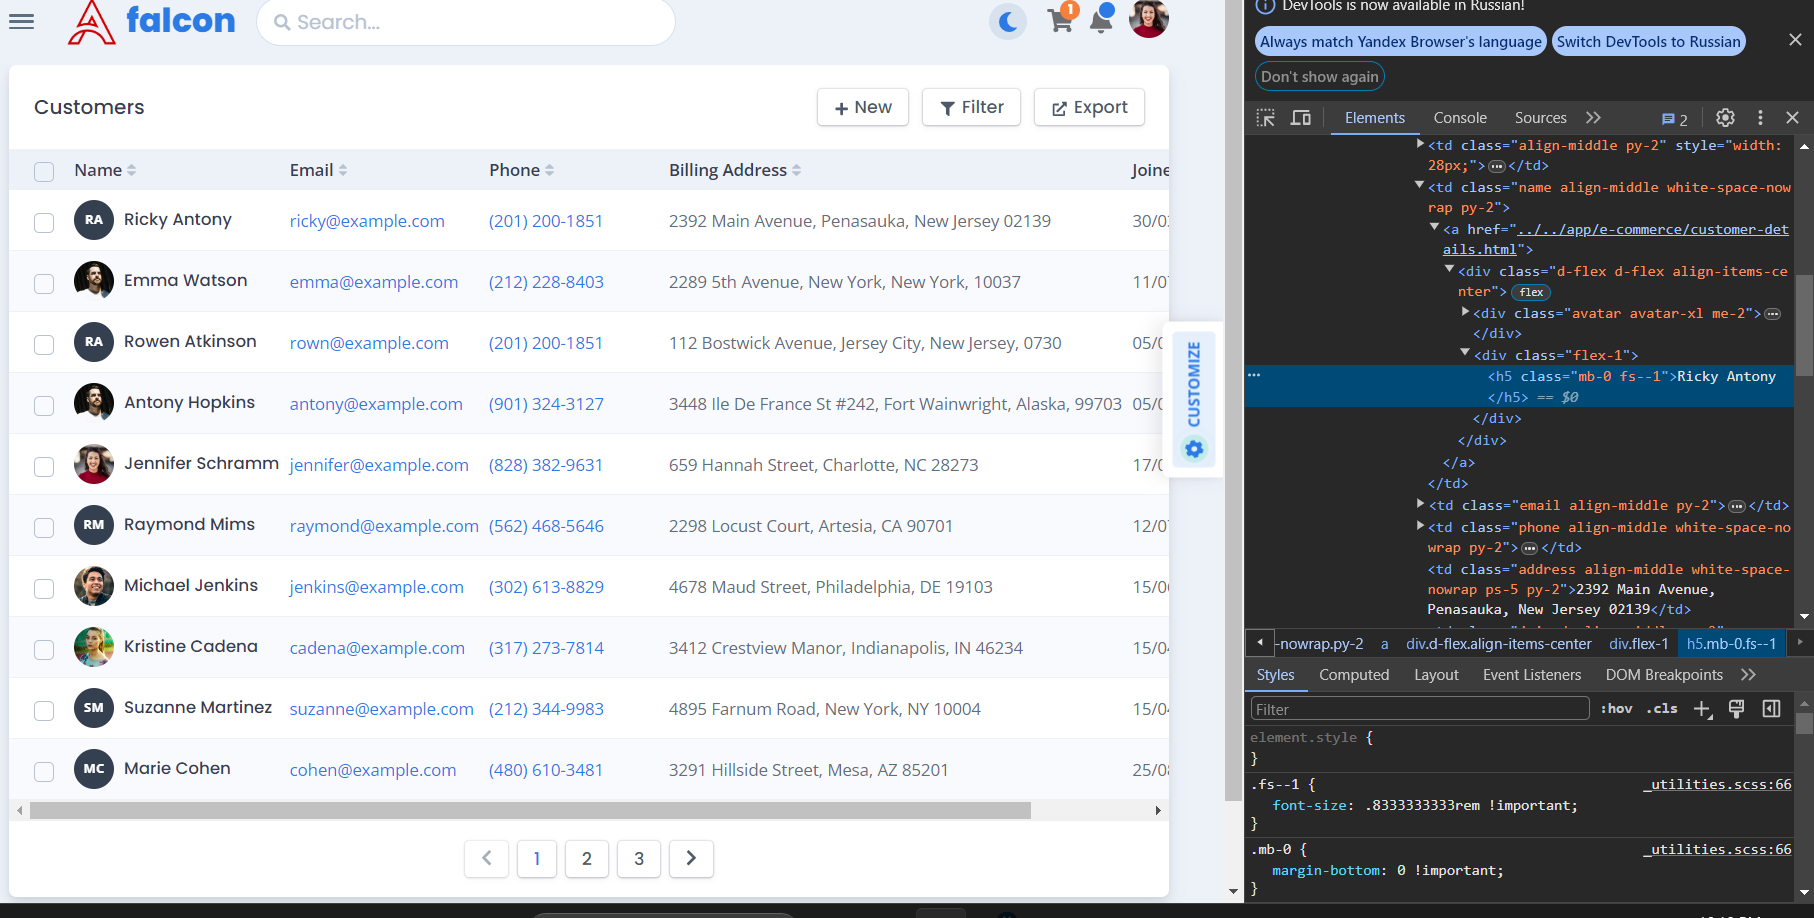 falcon
Search...
1
Customers
New
Filter
Export
Name Email Phone Billing Address Joine
RA Ricky Antony ricky@example.com (201) 200-1851 2392 Main Avenue, Penasauka, New Jersey 02139 30/03
Emma Watson emma@example.com (212) 228-8403 2289 5th Avenue, New York, New York, 10037 11/07
RA Rowen Atkinson rown@example.com (201) 200-1851 112 Bostwick Avenue, Jersey City, New Jersey, 0730 05/0
Antony Hopkins antony@example.com (901) 324-3127 3448 Ile De France St #242, Fort Wainwright, Alaska, 99703 05/0
Jennifer Schramm jennifer@example.com (828) 382-9631 659 Hannah Street, Charlotte, NC 28273 17/0
RM Raymond Mims raymond@example.com (562) 468-5646 2298 Locust Court, Artesia, CA 90701 12/07
Michael Jenkins jenkins@example.com (302) 613-8829 4678 Maud Street, Philadelphia, DE 19103 15/06
Kristine Cadena cadena@example.com (317) 273-7814 3412 Crestview Manor, Indianapolis, IN 46234 15/04
SM Suzanne Martinez suzanne@example.com (212) 344-9983 4895 Farnum Road, New York, NY 10004 15/04
MC Marie Cohen cohen@example.com (480) 610-3481 3291 Hillside Street, Mesa, AZ 85201 25/08
1 2 3
CUSTOMIZE
DevTools is now available in Russian!
Always match Yandex Browser's language
Switch DevTools to Russian
Don't show again
Elements Console Sources 2
<td class="align-middle py-2" style="width:
28px;">…</td>
<td class="name align-middle white-space-now
rap py-2">
<a href="../../app/e-commerce/customer-det
ails.html">
<div class="d-flex d-flex align-items-ce
nter"> flex
<div class="avatar avatar-xl me-2">…
</div>
<div class="flex-1">
<h5 class="mb-0 fs--1">Ricky Antony
</h5> == $0
</div>
</div>
</a>
</td>
<td class="email align-middle py-2">…</td>
<td class="phone align-middle white-space-no
wrap py-2">…</td>
<td class="address align-middle white-space-
nowrap ps-5 py-2">2392 Main Avenue,
Penasauka, New Jersey 02139</td>
-nowrap.py-2 a div.d-flex.align-items-center div.flex-1 h5.mb-0.fs--1
Styles Computed Layout Event Listeners DOM Breakpoints
Filter :hov .cls
element.style {
}
.fs--1 { _utilities.scss:66
font-size: .8333333333rem !important;
}
.mb-0 { _utilities.scss:66
margin-bottom: 0 !important;
}